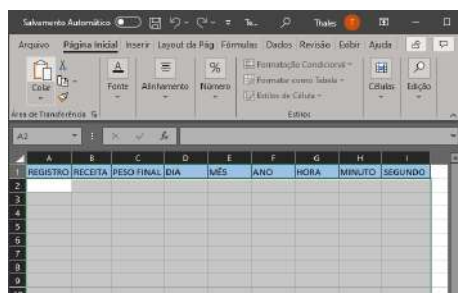 Salvamento Automático Te... Thales
Arquivo Página Inicial Inserir Layout da Pág Fórmulas Dados Revisão Exibir Ajuda
Colar Fonte Alinhamento Número Formatação Condicional Formatar como Tabela Estilos de Célula Células Edição
Área de Transferência Estilos
A2 fx
A B C D E F G H I
1 REGISTRO RECEITA PESO FINAL DIA MÊS ANO HORA MINUTO SEGUNDO
2
3
4
5
6
7
8
9